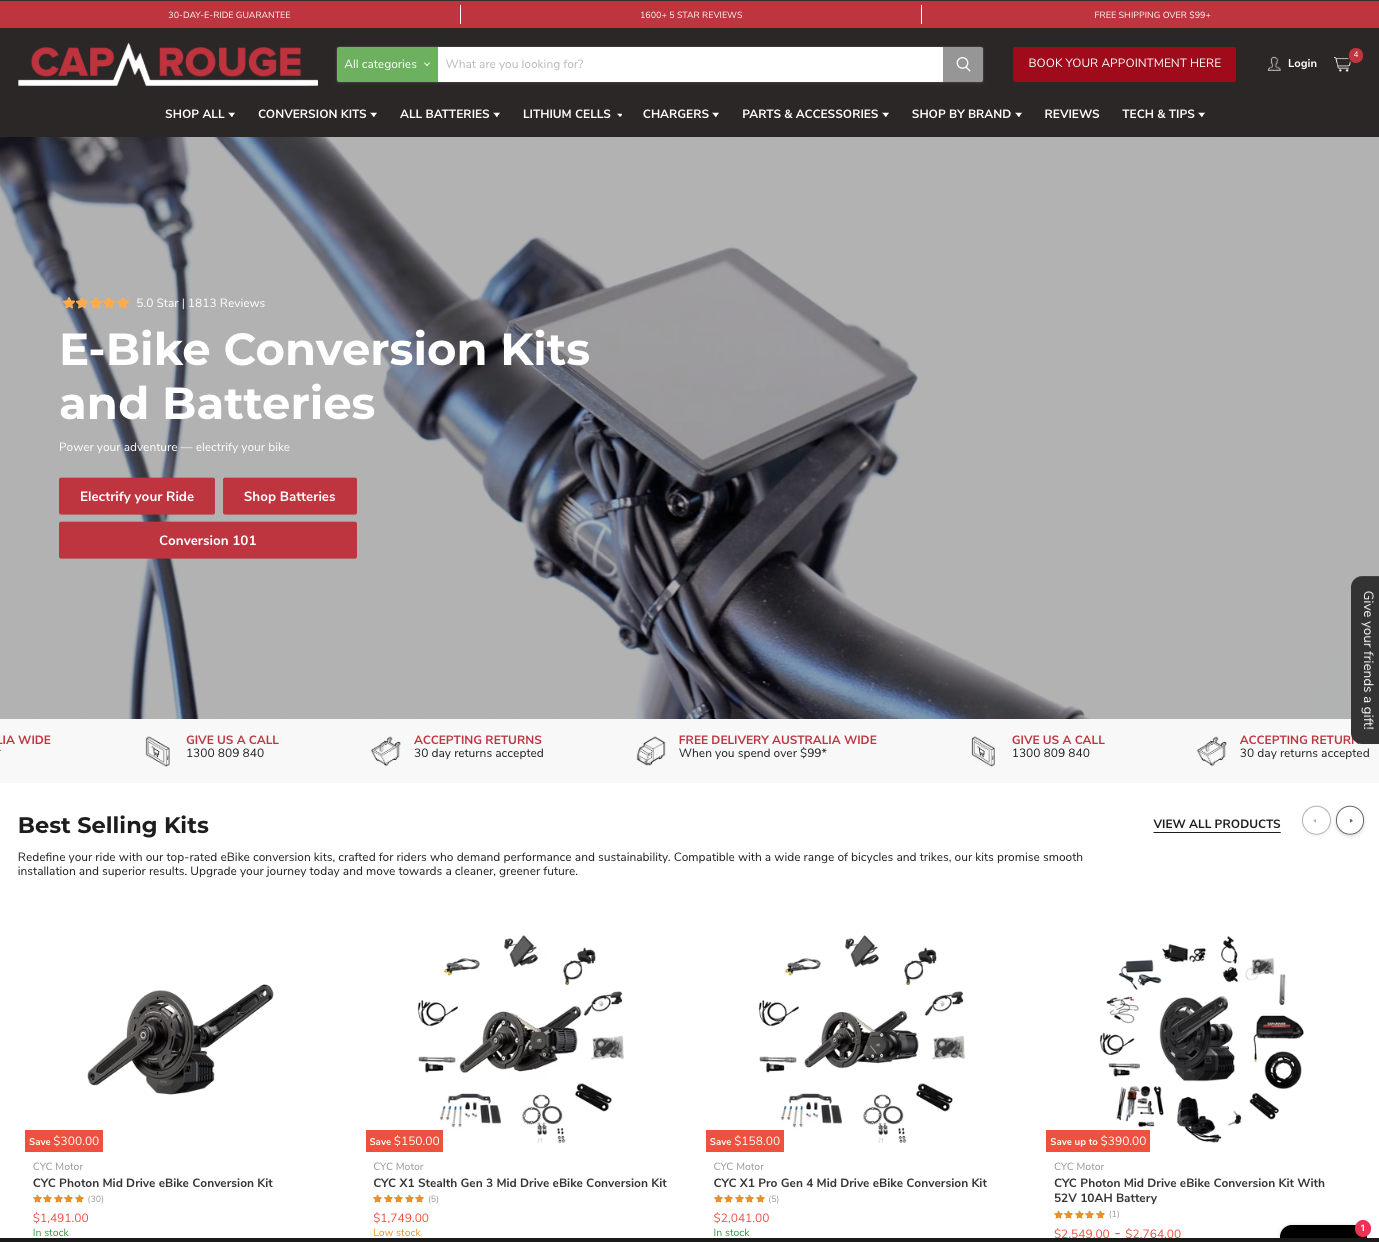 30-DAY-E-RIDE GUARANTEE
1600+ 5 STAR REVIEWS
FREE SHIPPING OVER $99+
CAP ROUGE
All categories
What are you looking for?
BOOK YOUR APPOINTMENT HERE
Login
4
SHOP ALL
CONVERSION KITS
ALL BATTERIES
LITHIUM CELLS
CHARGERS
PARTS & ACCESSORIES
SHOP BY BRAND
REVIEWS
TECH & TIPS
5.0 Star | 1813 Reviews
E-Bike Conversion Kits
and Batteries
Power your adventure — electrify your bike
Electrify your Ride
Shop Batteries
Conversion 101
Give your friends a gift!
LIA WIDE
GIVE US A CALL
1300 809 840
ACCEPTING RETURNS
30 day returns accepted
FREE DELIVERY AUSTRALIA WIDE
When you spend over $99*
GIVE US A CALL
1300 809 840
ACCEPTING RETUR
30 day returns accepted
Best Selling Kits
VIEW ALL PRODUCTS
Redefine your ride with our top-rated eBike conversion kits, crafted for riders who demand performance and sustainability. Compatible with a wide range of bicycles and trikes, our kits promise smooth
installation and superior results. Upgrade your journey today and move towards a cleaner, greener future.
Save $300.00
CYC Motor
CYC Photon Mid Drive eBike Conversion Kit
(30)
$1,491.00
In stock
Save $150.00
CYC Motor
CYC X1 Stealth Gen 3 Mid Drive eBike Conversion Kit
(5)
$1,749.00
Low stock
Save $158.00
CYC Motor
CYC X1 Pro Gen 4 Mid Drive eBike Conversion Kit
(5)
$2,041.00
In stock
Save up to $390.00
CYC Motor
CYC Photon Mid Drive eBike Conversion Kit With
52V 10AH Battery
(1)
$2,549.00 - $2,764.00
1